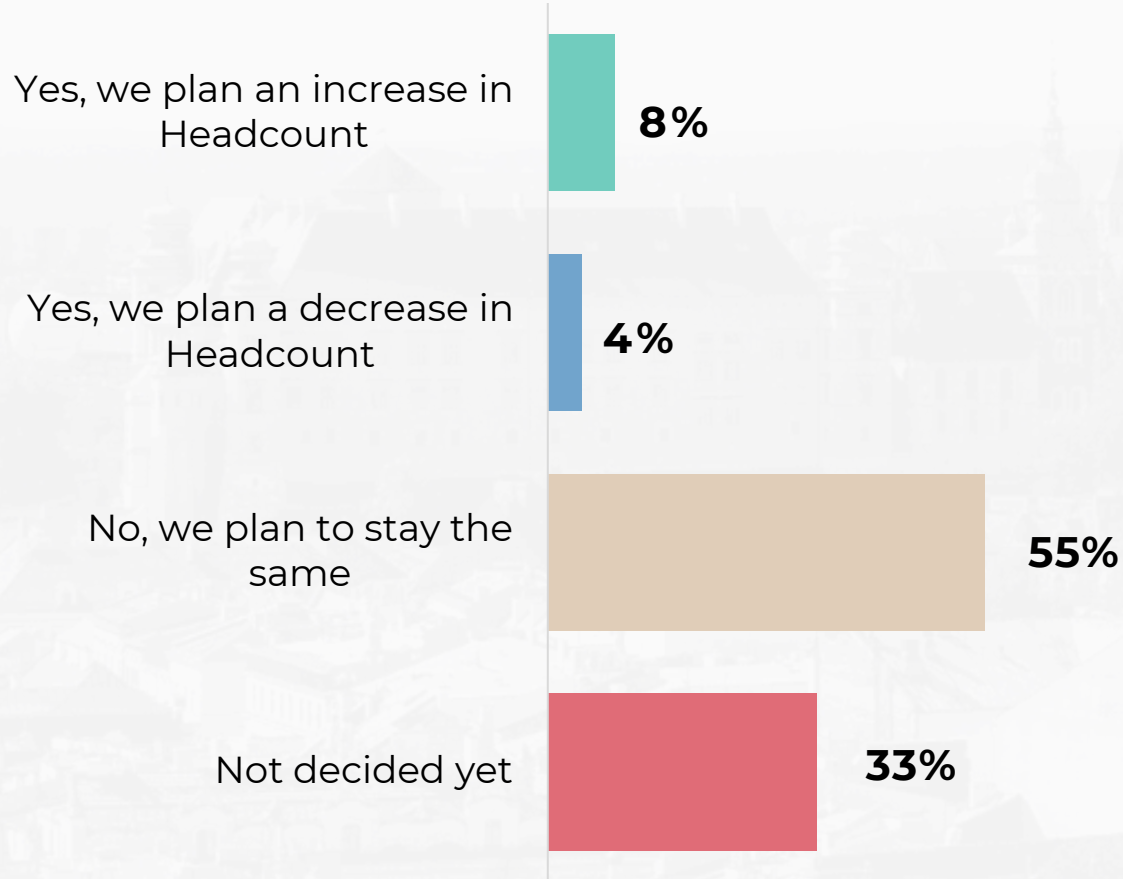 Yes, we plan an increase in
Headcount
8%
Yes, we plan a decrease in
Headcount
4%
No, we plan to stay the
same
55%
Not decided yet
33%